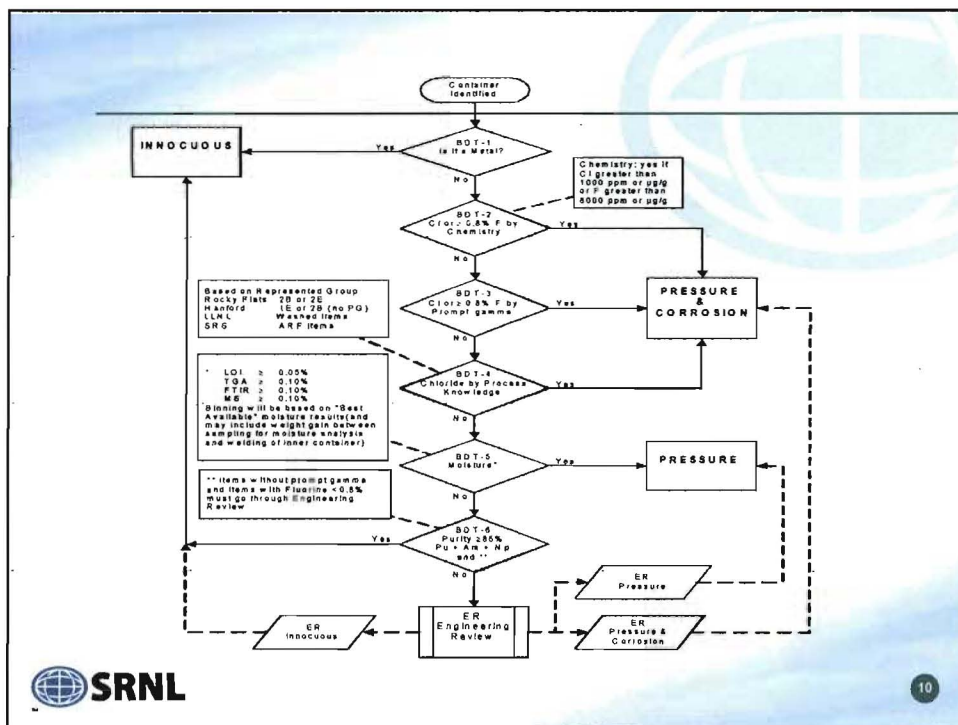 Container
Identified
INNOCUOUS
Yes
BDT-1
Is it a Metal?
No
Chemistry: yes if
Cl greater than
1000 ppm or µg/g
or F greater than
8000 ppm or µg/g
BDT-2
Cl or ≥ 0.8% F by
Chemistry
Yes
No
Based on Represented Group
Rocky Flats 2B or 2E
Hanford 1E or 2B (no PG)
LLNL Washed Items
SRS ARF Items
BDT-3
Cl or ≥ 0.8% F by
Prompt gamma
Yes
No
PRESSURE
&
CORROSION
* LOI ≥ 0.05%
TGA ≥ 0.10%
FTIR ≥ 0.10%
MS ≥ 0.10%
Binning will be based on "Best
Available" moisture results (and
may include weight gain between
sampling for moisture analysis
and welding of inner container)
BDT-4
Chloride by Process
Knowledge
Yes
No
BDT-5
Moisture*
Yes
No
PRESSURE
** Items without prompt gamma
and items with Fluorine <0.8%
must go through Engineering
Review
Yes
BDT-6
Purity ≥85%
Pu + Am + Np
and **
No
ER
Pressure
ER
Innocuous
ER
Engineering
Review
ER
Pressure &
Corrosion
SRNL
10